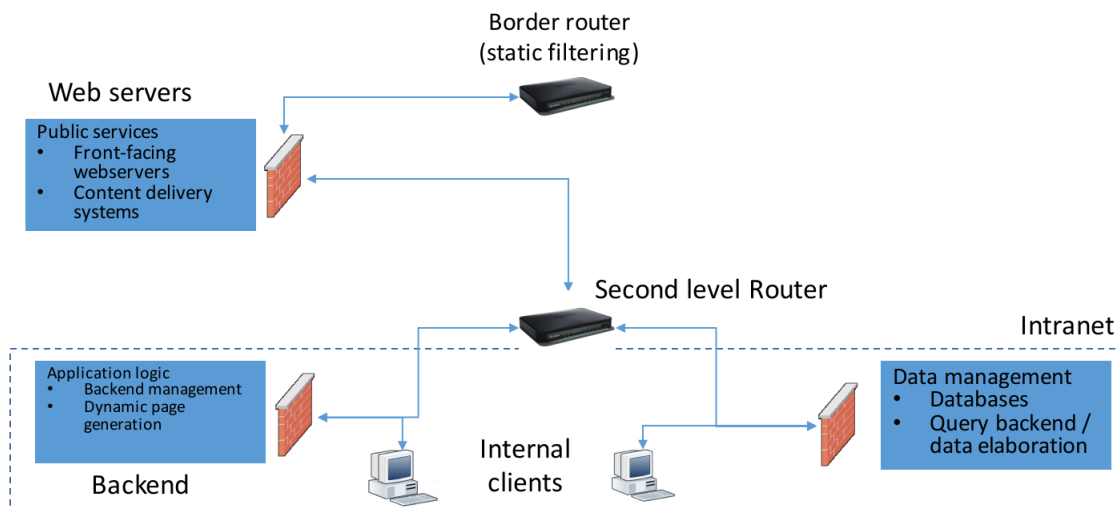 Border router
(static filtering)
Web servers
Public services
• Front-facing
webservers
• Content delivery
systems
Second level Router
Intranet
Application logic
• Backend management
• Dynamic page
generation
Backend
Internal
clients
Data management
• Databases
• Query backend /
data elaboration